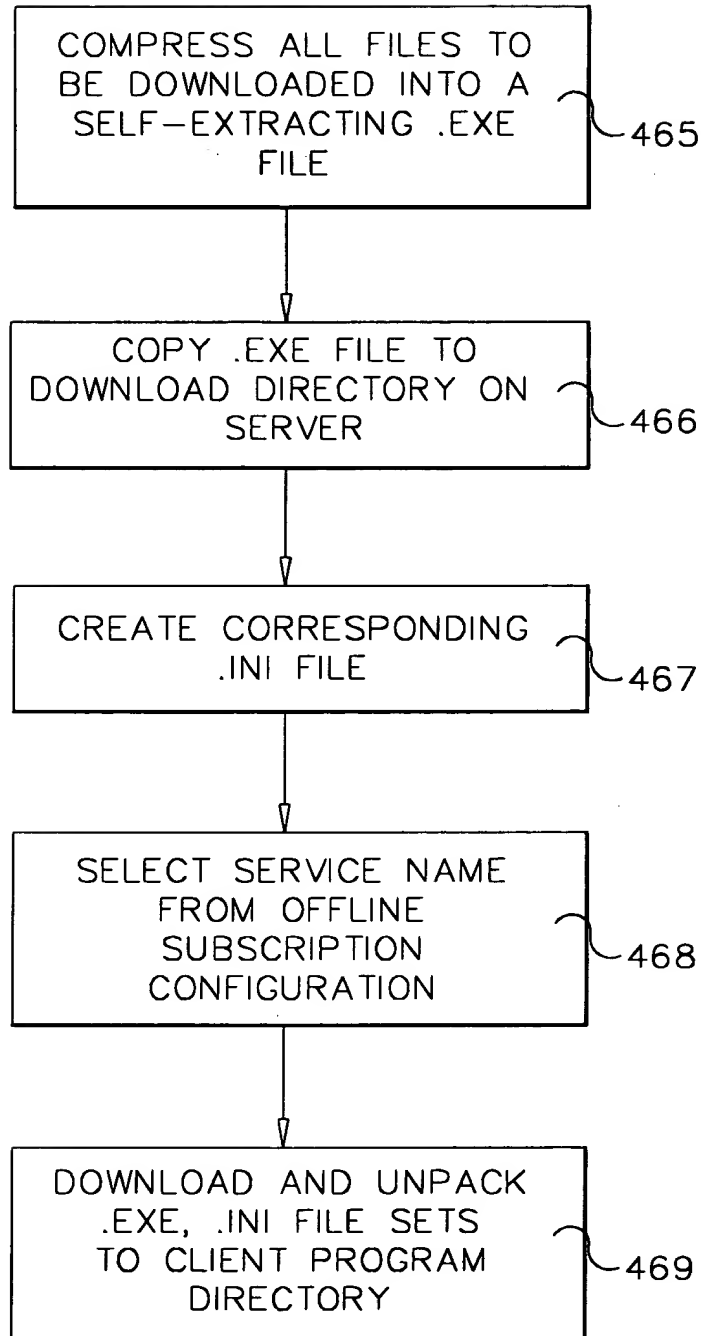 COMPRESS ALL FILES TO
BE DOWNLOADED INTO A
SELF-EXTRACTING .EXE
FILE
465
COPY .EXE FILE TO
DOWNLOAD DIRECTORY ON
SERVER
466
CREATE CORRESPONDING
.INI FILE
467
SELECT SERVICE NAME
FROM OFFLINE
SUBSCRIPTION
CONFIGURATION
468
DOWNLOAD AND UNPACK
.EXE, .INI FILE SETS
TO CLIENT PROGRAM
DIRECTORY
469